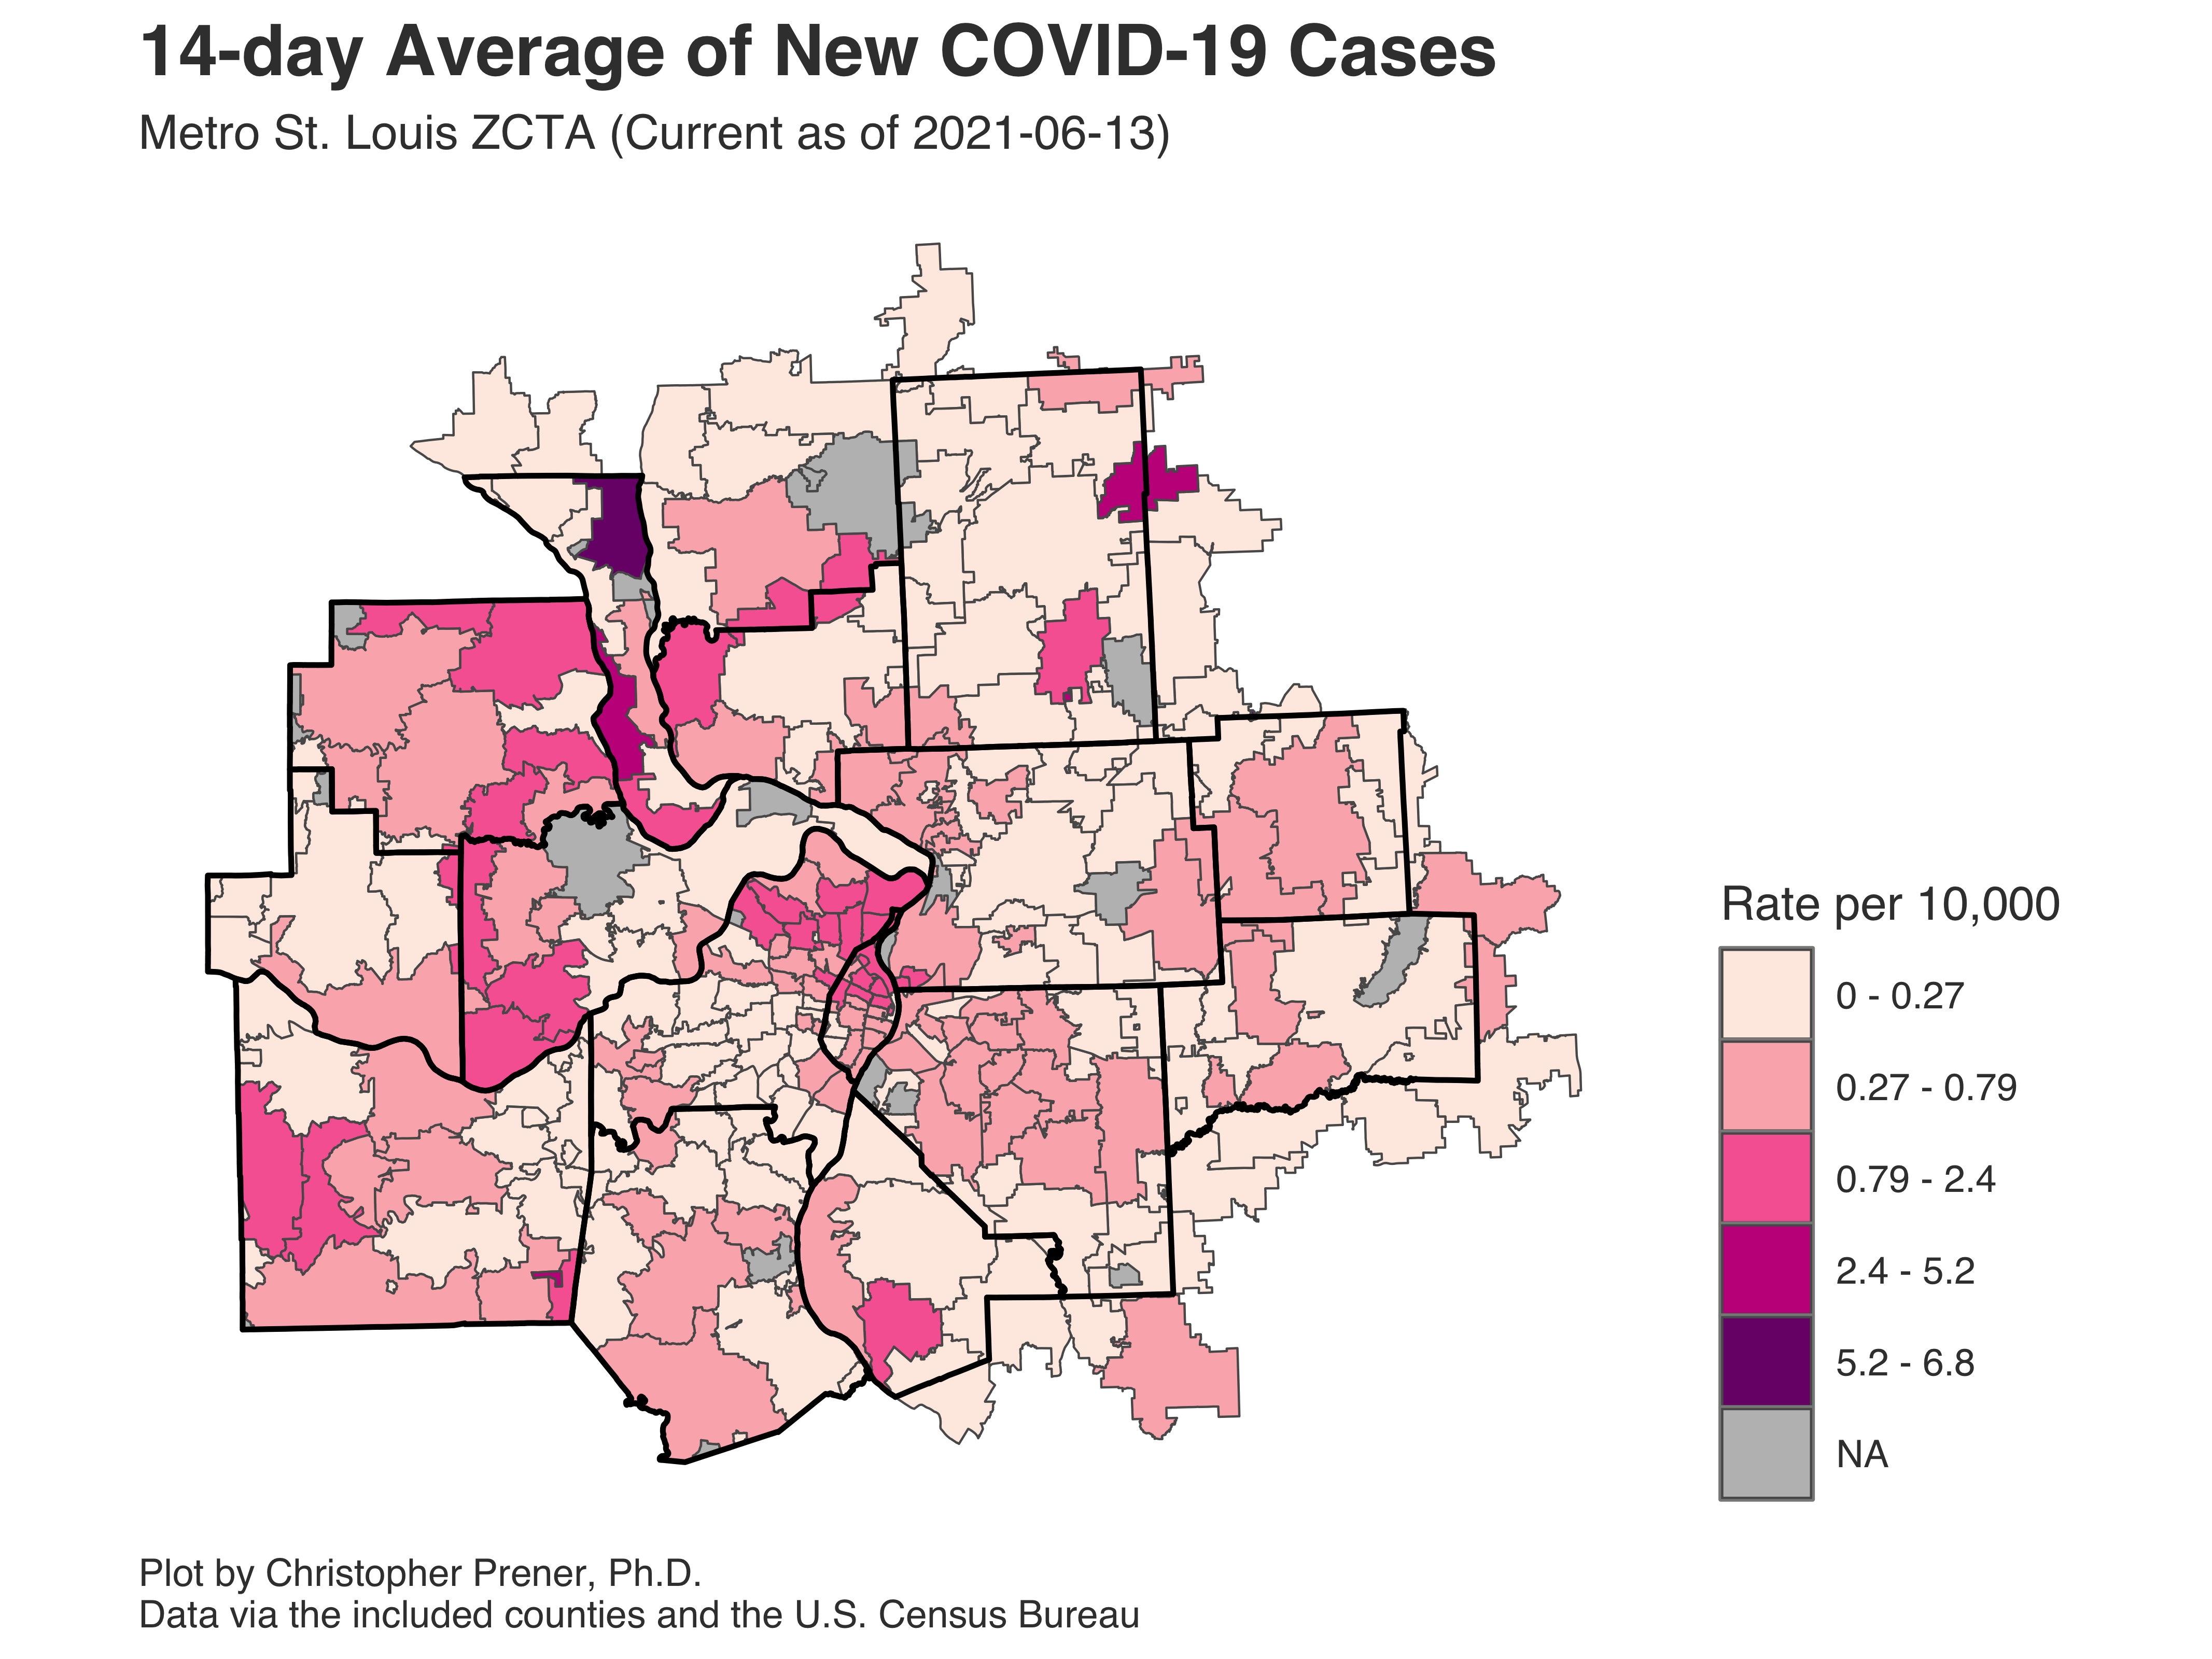 14-day Average of New COVID-19 Cases
Metro St. Louis ZCTA (Current as of 2021-06-13)
Rate per 10,000
0 - 0.27
0.27 - 0.79
0.79 - 2.4
2.4 - 5.2
5.2 - 6.8
NA
Plot by Christopher Prener, Ph.D.
Data via the included counties and the U.S. Census Bureau